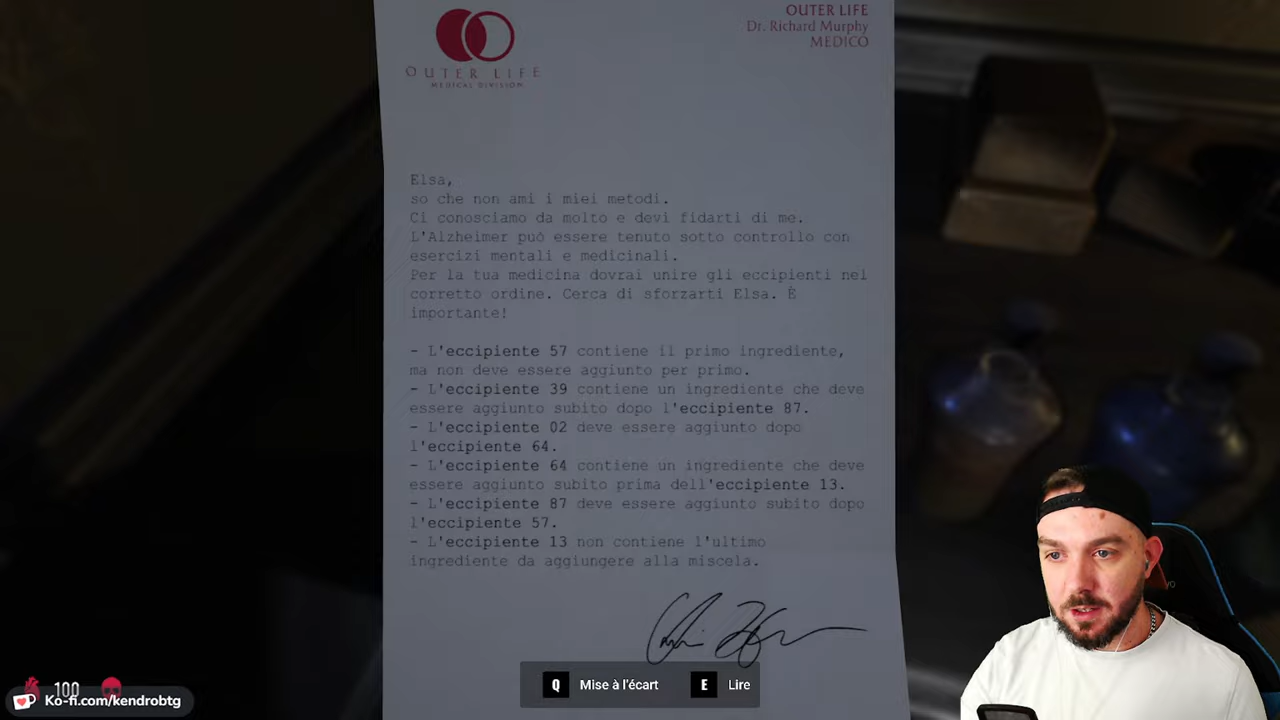 OUTER LIFE
MEDICAL DIVISION
OUTER LIFE
Dr. Richard Murphy
MEDICO
Elsa,
so che non ami i miei metodi.
Ci conosciamo da molto e devi fidarti di me.
L'Alzheimer può essere tenuto sotto controllo con
esercizi mentali e medicinali.
Per la tua medicina dovrai unire gli eccipienti nel
corretto ordine. Cerca di sforzarti Elsa. È
importante!
- L'eccipiente 57 contiene il primo ingrediente,
ma non deve essere aggiunto per primo.
- L'eccipiente 39 contiene un ingrediente che deve
essere aggiunto subito dopo l'eccipiente 87.
- L'eccipiente 02 deve essere aggiunto dopo
l'eccipiente 64.
- L'eccipiente 64 contiene un ingrediente che deve
essere aggiunto subito prima dell'eccipiente 13.
- L'eccipiente 87 deve essere aggiunto subito dopo
l'eccipiente 57.
- L'eccipiente 13 non contiene l'ultimo
ingrediente da aggiungere alla miscela.
Q Mise à l'écart E Lire
100
Ko-fi.com/kendrobtg